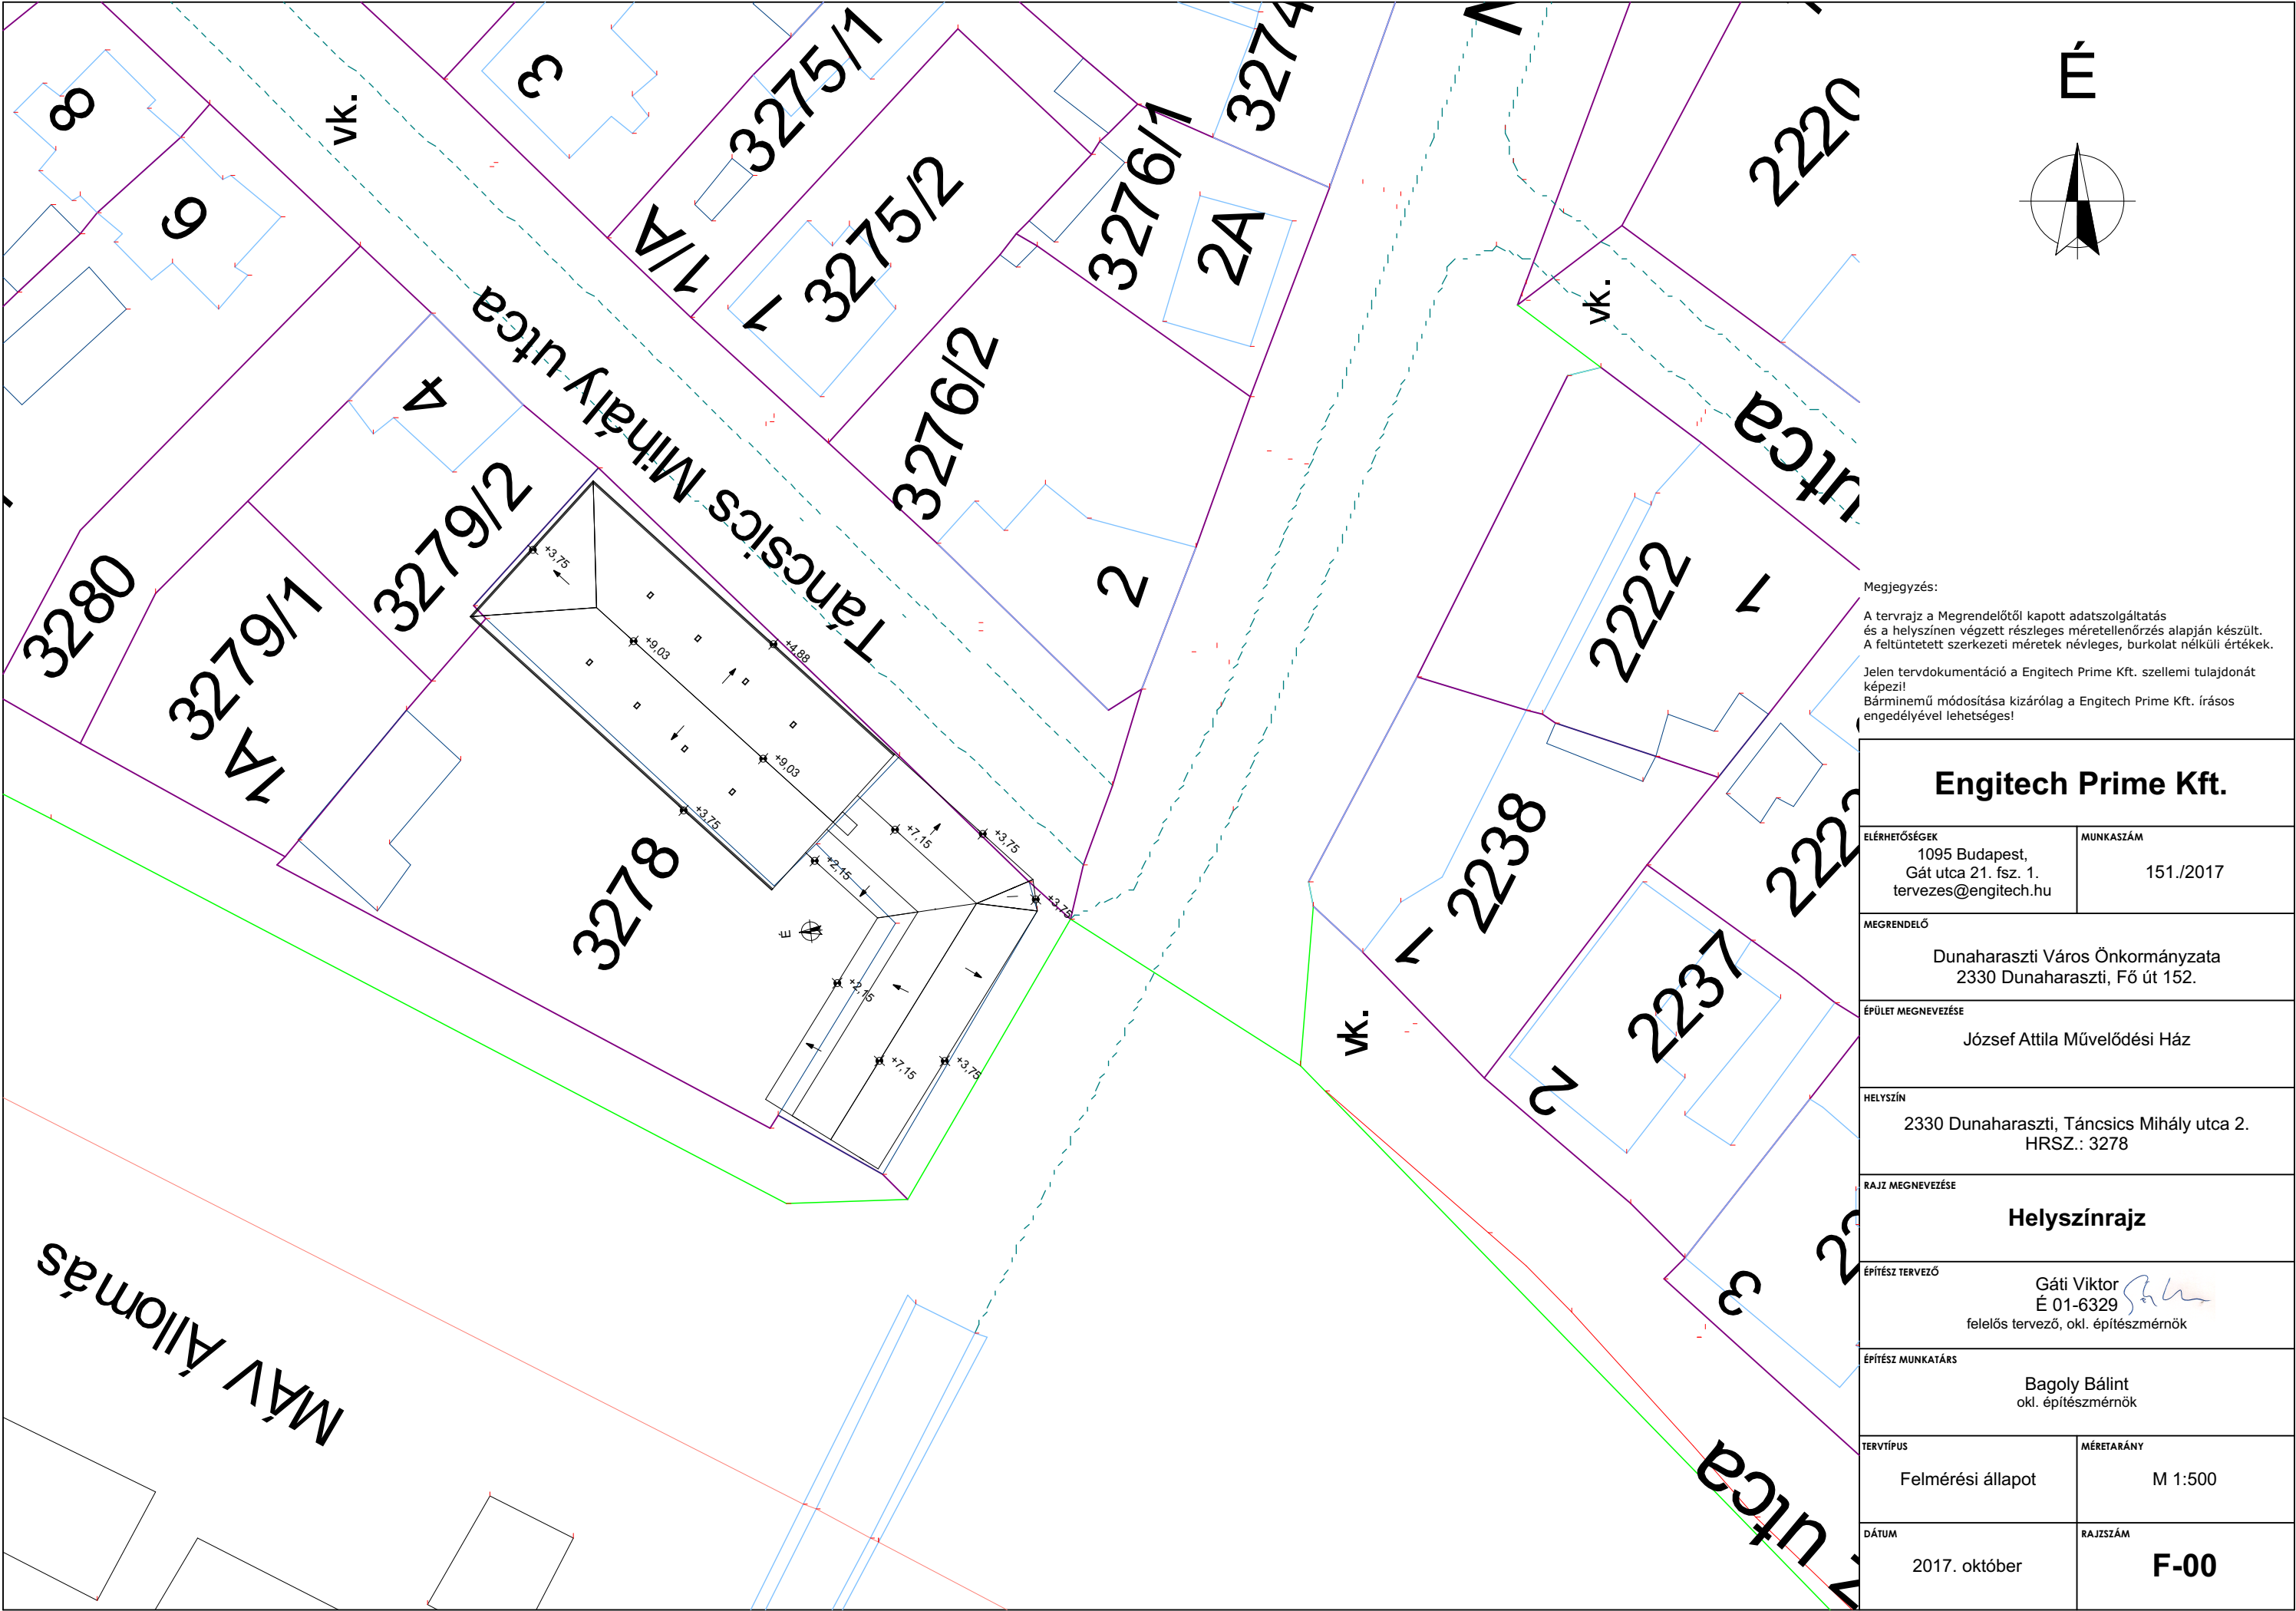 8
6
vk.
3
3275/1
1/A
1
3275/2
3276/1
3274
2A
3276/2
2
Táncsics Mihály utca
4
3279/2
3280
3279/1
1A
3278
+3,75
+9,03
+4,88
+9,03
+3,75
+7,15
+3,75
+2,15
+3,75
É
+2,15
+7,15
+3,75
MÁV Állomás
2220
vk.
utca
2222
1
2238
1
2237
2
vk.
3
utca
É
Megjegyzés:
A tervrajz a Megrendelőtől kapott adatszolgáltatás
és a helyszínen végzett részleges méretellenőrzés alapján készült.
A feltüntetett szerkezeti méretek névleges, burkolat nélküli értékek.
Jelen tervdokumentáció a Engitech Prime Kft. szellemi tulajdonát
képezi!
Bárminemű módosítása kizárólag a Engitech Prime Kft. írásos
engedélyével lehetséges!
Engitech Prime Kft.
ELÉRHETŐSÉGEK
1095 Budapest,
Gát utca 21. fsz. 1.
tervezes@engitech.hu
MUNKASZÁM
151./2017
MEGRENDELŐ
Dunaharaszti Város Önkormányzata
2330 Dunaharaszti, Fő út 152.
ÉPÜLET MEGNEVEZÉSE
József Attila Művelődési Ház
HELYSZÍN
2330 Dunaharaszti, Táncsics Mihály utca 2.
HRSZ.: 3278
RAJZ MEGNEVEZÉSE
Helyszínrajz
ÉPÍTÉSZ TERVEZŐ
Gáti Viktor
É 01-6329
felelős tervező, okl. építészmérnök
ÉPÍTÉSZ MUNKATÁRS
Bagoly Bálint
okl. építészmérnök
TERVTÍPUS
Felmérési állapot
MÉRETARÁNY
M 1:500
DÁTUM
2017. október
RAJZSZÁM
F-00